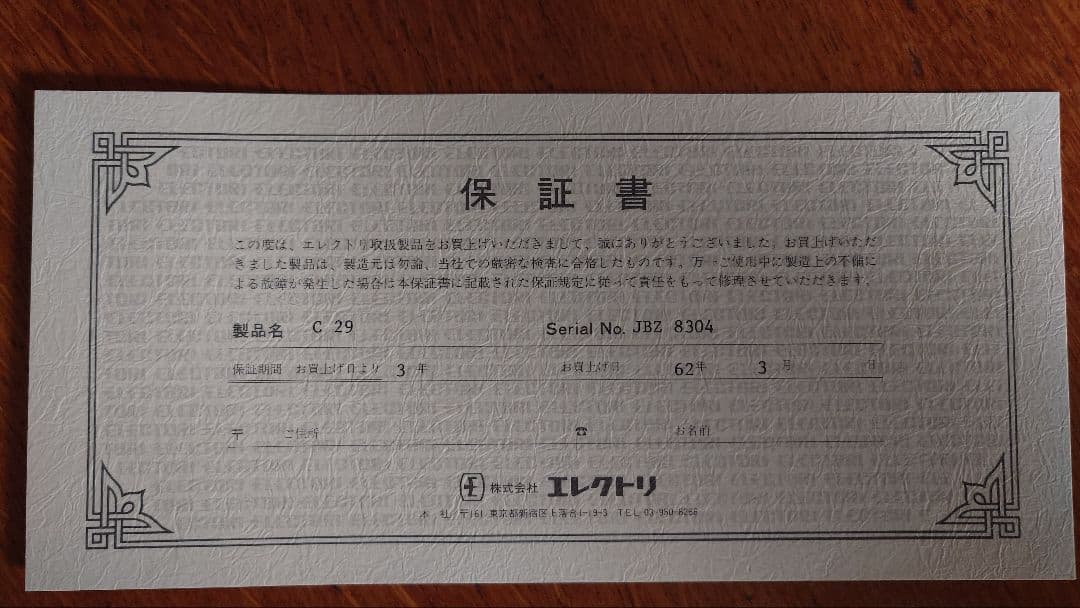 保証書
この度は、エレクトリ取扱製品をお買上げいただきまして、誠にありがとうございました。お買上げいただ
きました製品は、製造元は勿論、当社での厳密な検査に合格したものです。万一ご使用中に製造上の不備に
よる故障が発生した場合は本保証書に記載された保証規定に従って責任をもって修理させていただきます。
製品名 C 29 Serial No. JBZ 8304
保証期間 お買上げ日より 3 年 お買上げ日 62年 3 月 日
〒 ご住所 ☎ お名前
株式会社 エレクトリ
本 社 〒161 東京都新宿区上落合1-19-3 TEL 03-950-6266